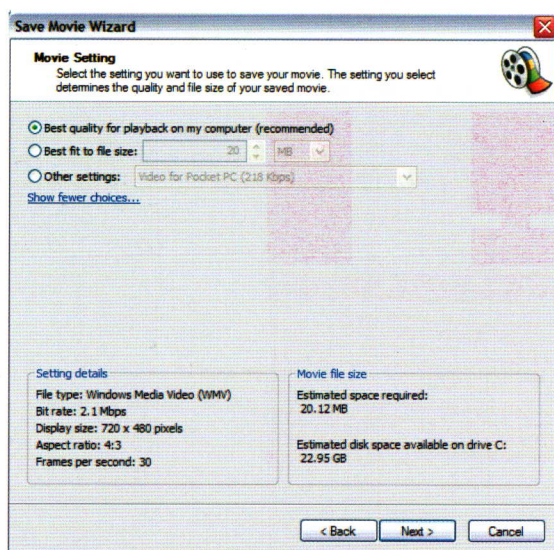 Save Movie Wizard
Movie Setting
Select the setting you want to use to save your movie. The setting you select
determines the quality and file size of your saved movie.
Best quality for playback on my computer (recommended)
Best fit to file size: 20 MB
Other settings: Video for Pocket PC (218 Kbps)
Show fewer choices...
Setting details
File type: Windows Media Video (WMV)
Bit rate: 2.1 Mbps
Display size: 720 x 480 pixels
Aspect ratio: 4:3
Frames per second: 30
Movie file size
Estimated space required:
20.12 MB
Estimated disk space available on drive C:
22.95 GB
< Back Next > Cancel